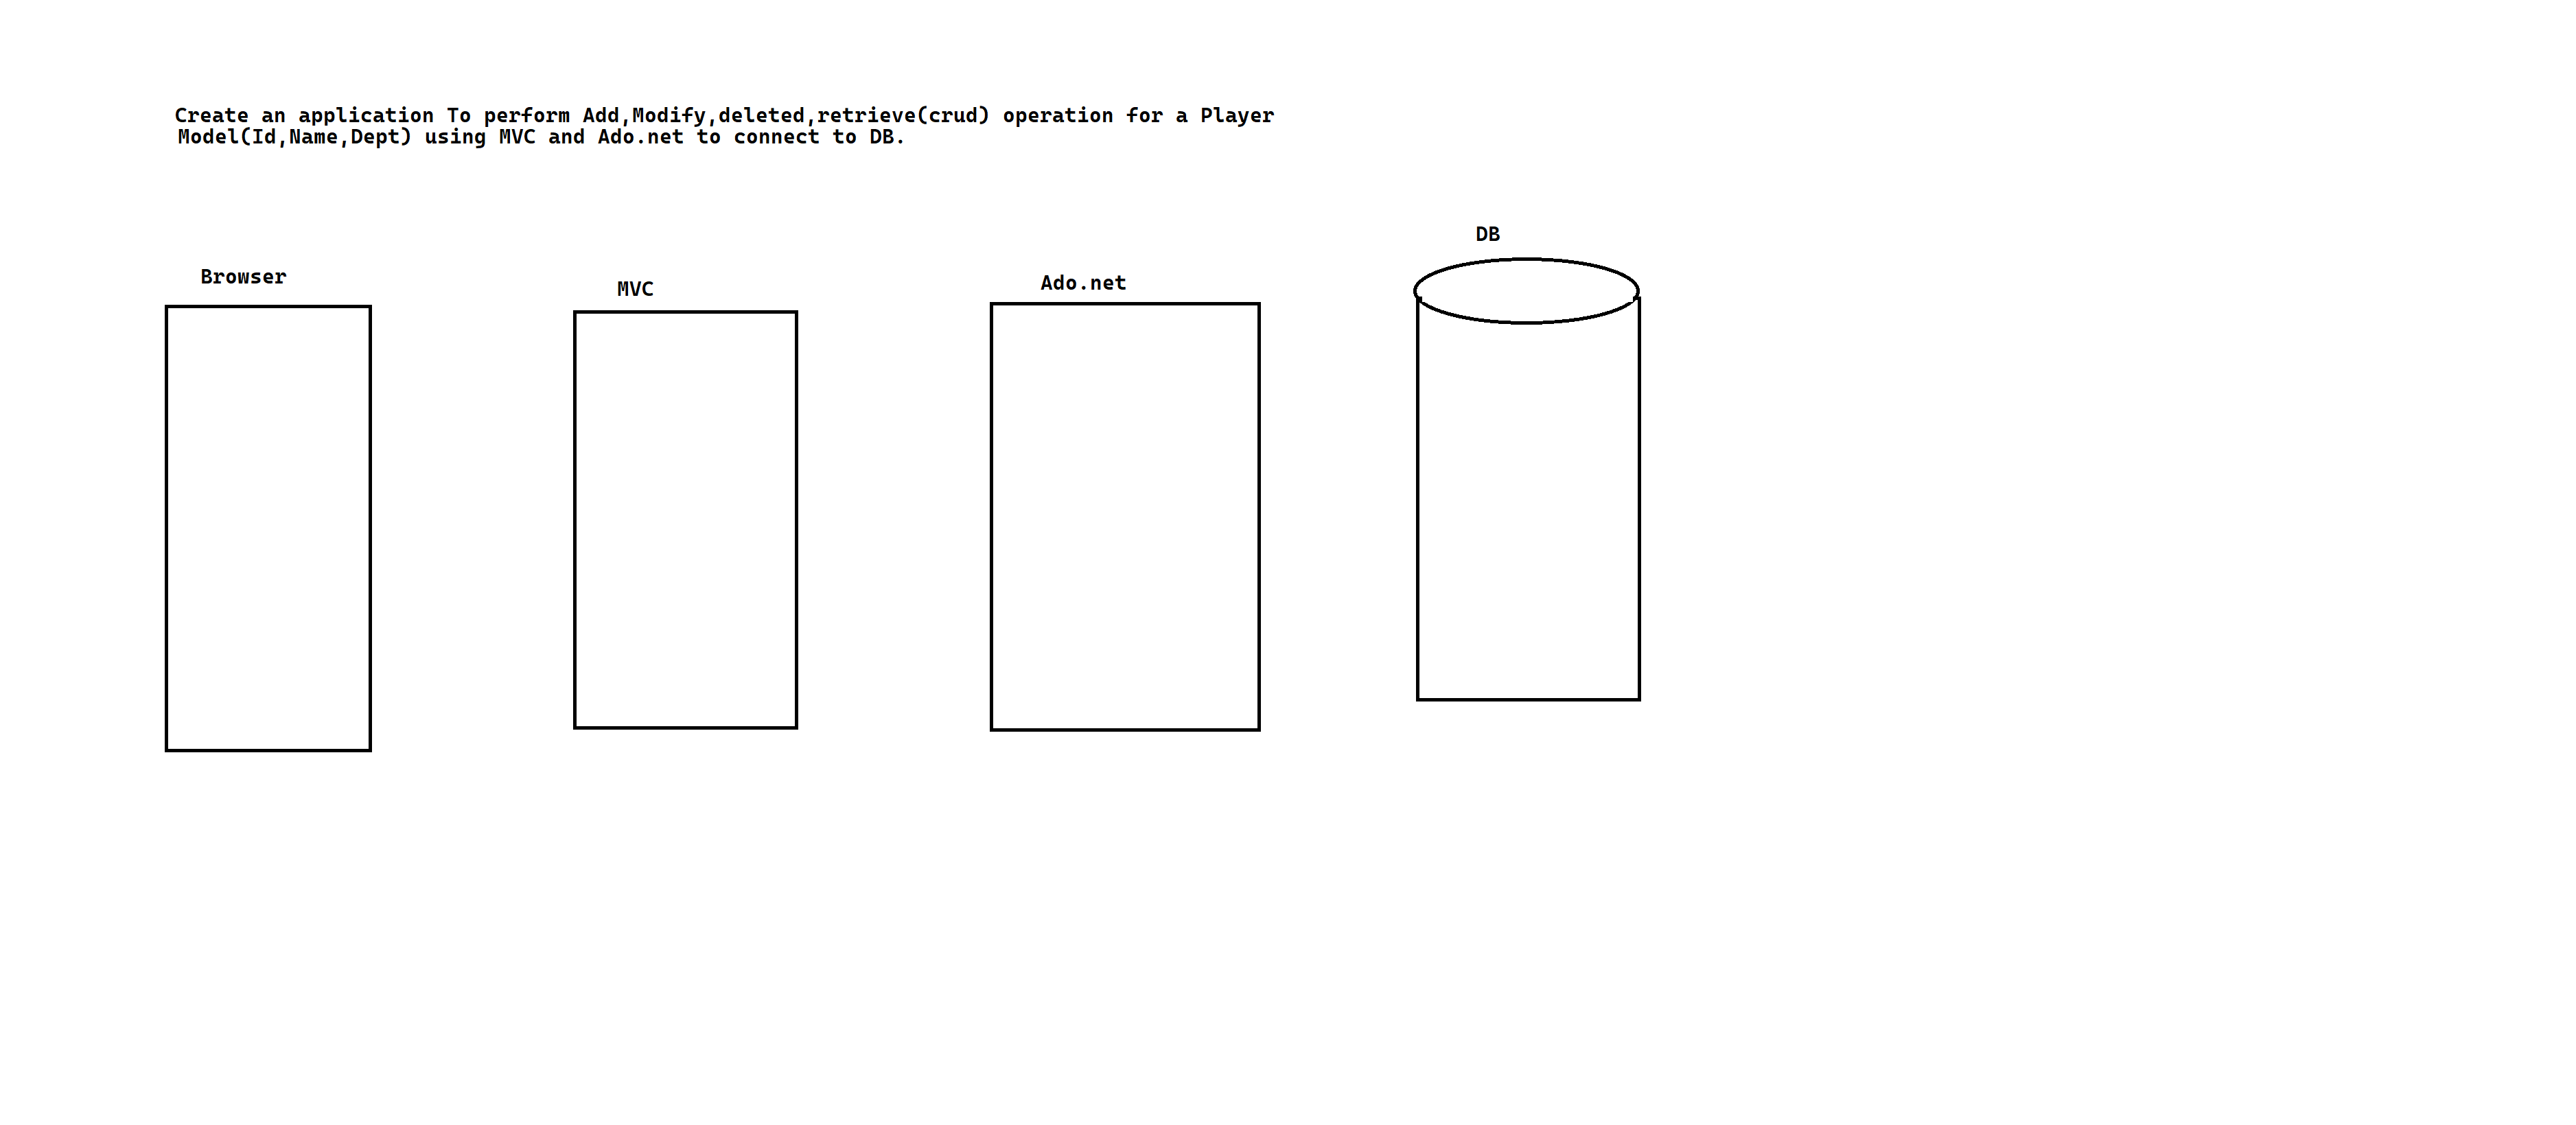 Create an application To perform Add,Modify,deleted,retrieve(crud) operation for a Player
Model(Id,Name,Dept) using MVC and Ado.net to connect to DB.
DB
Browser
MVC
Ado.net